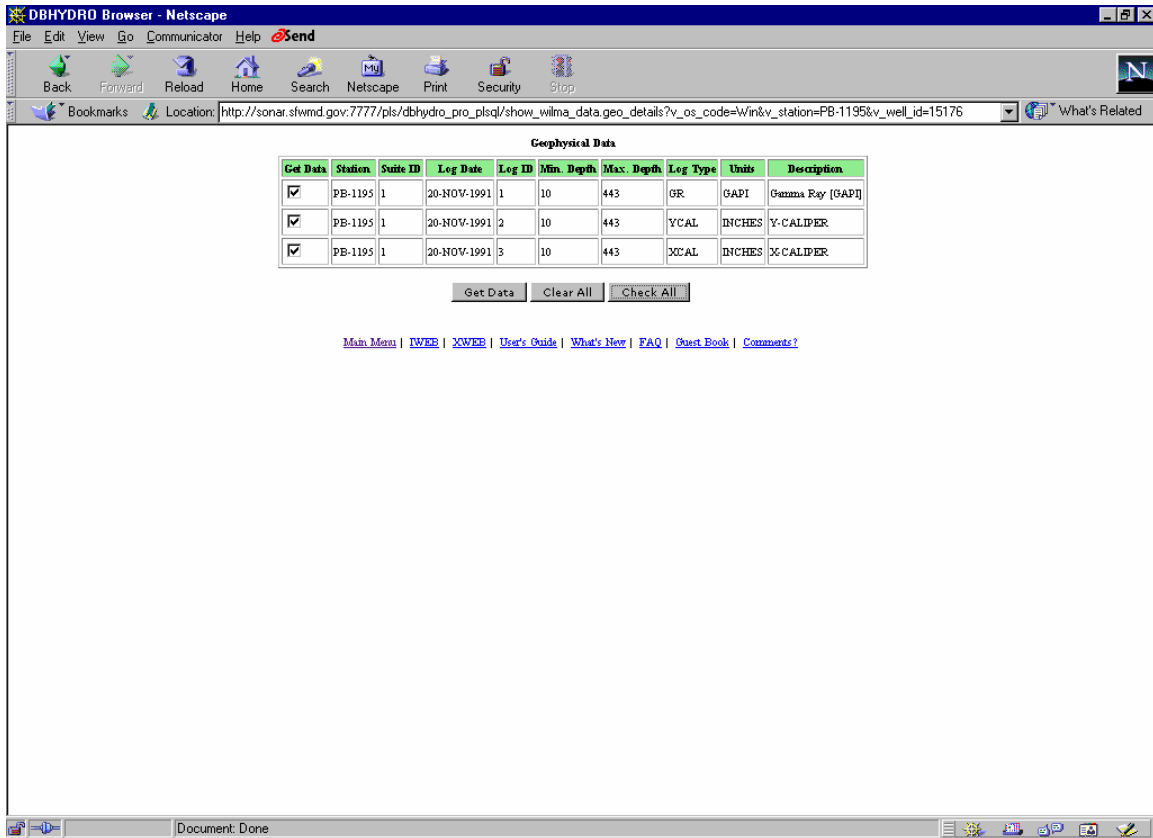 DBHYDRO Browser - Netscape
File Edit View Go Communicator Help Send
Back Forward Reload Home Search Netscape Print Security Stop
My
N
Bookmarks Location: http://sonar.sfwmd.gov:7777/pls/dbhydro_pro_plsql/show_wilma_data.geo_details?v_os_code=Win&v_station=PB-1195&v_well_id=15176 What's Related
Geophysical Data
Get Data Station Suite ID Log Date Log ID Min. Depth Max. Depth Log Type Units Description
PB-1195 1 20-NOV-1991 1 10 443 GR GAPI Gamma Ray [GAPI]
PB-1195 1 20-NOV-1991 2 10 443 YCAL INCHES Y-CALIPER
PB-1195 1 20-NOV-1991 3 10 443 XCAL INCHES X-CALIPER
Get Data Clear All Check All
Main Menu | IWEB | XWEB | User's Guide | What's New | FAQ | Guest Book | Comments?
Document: Done